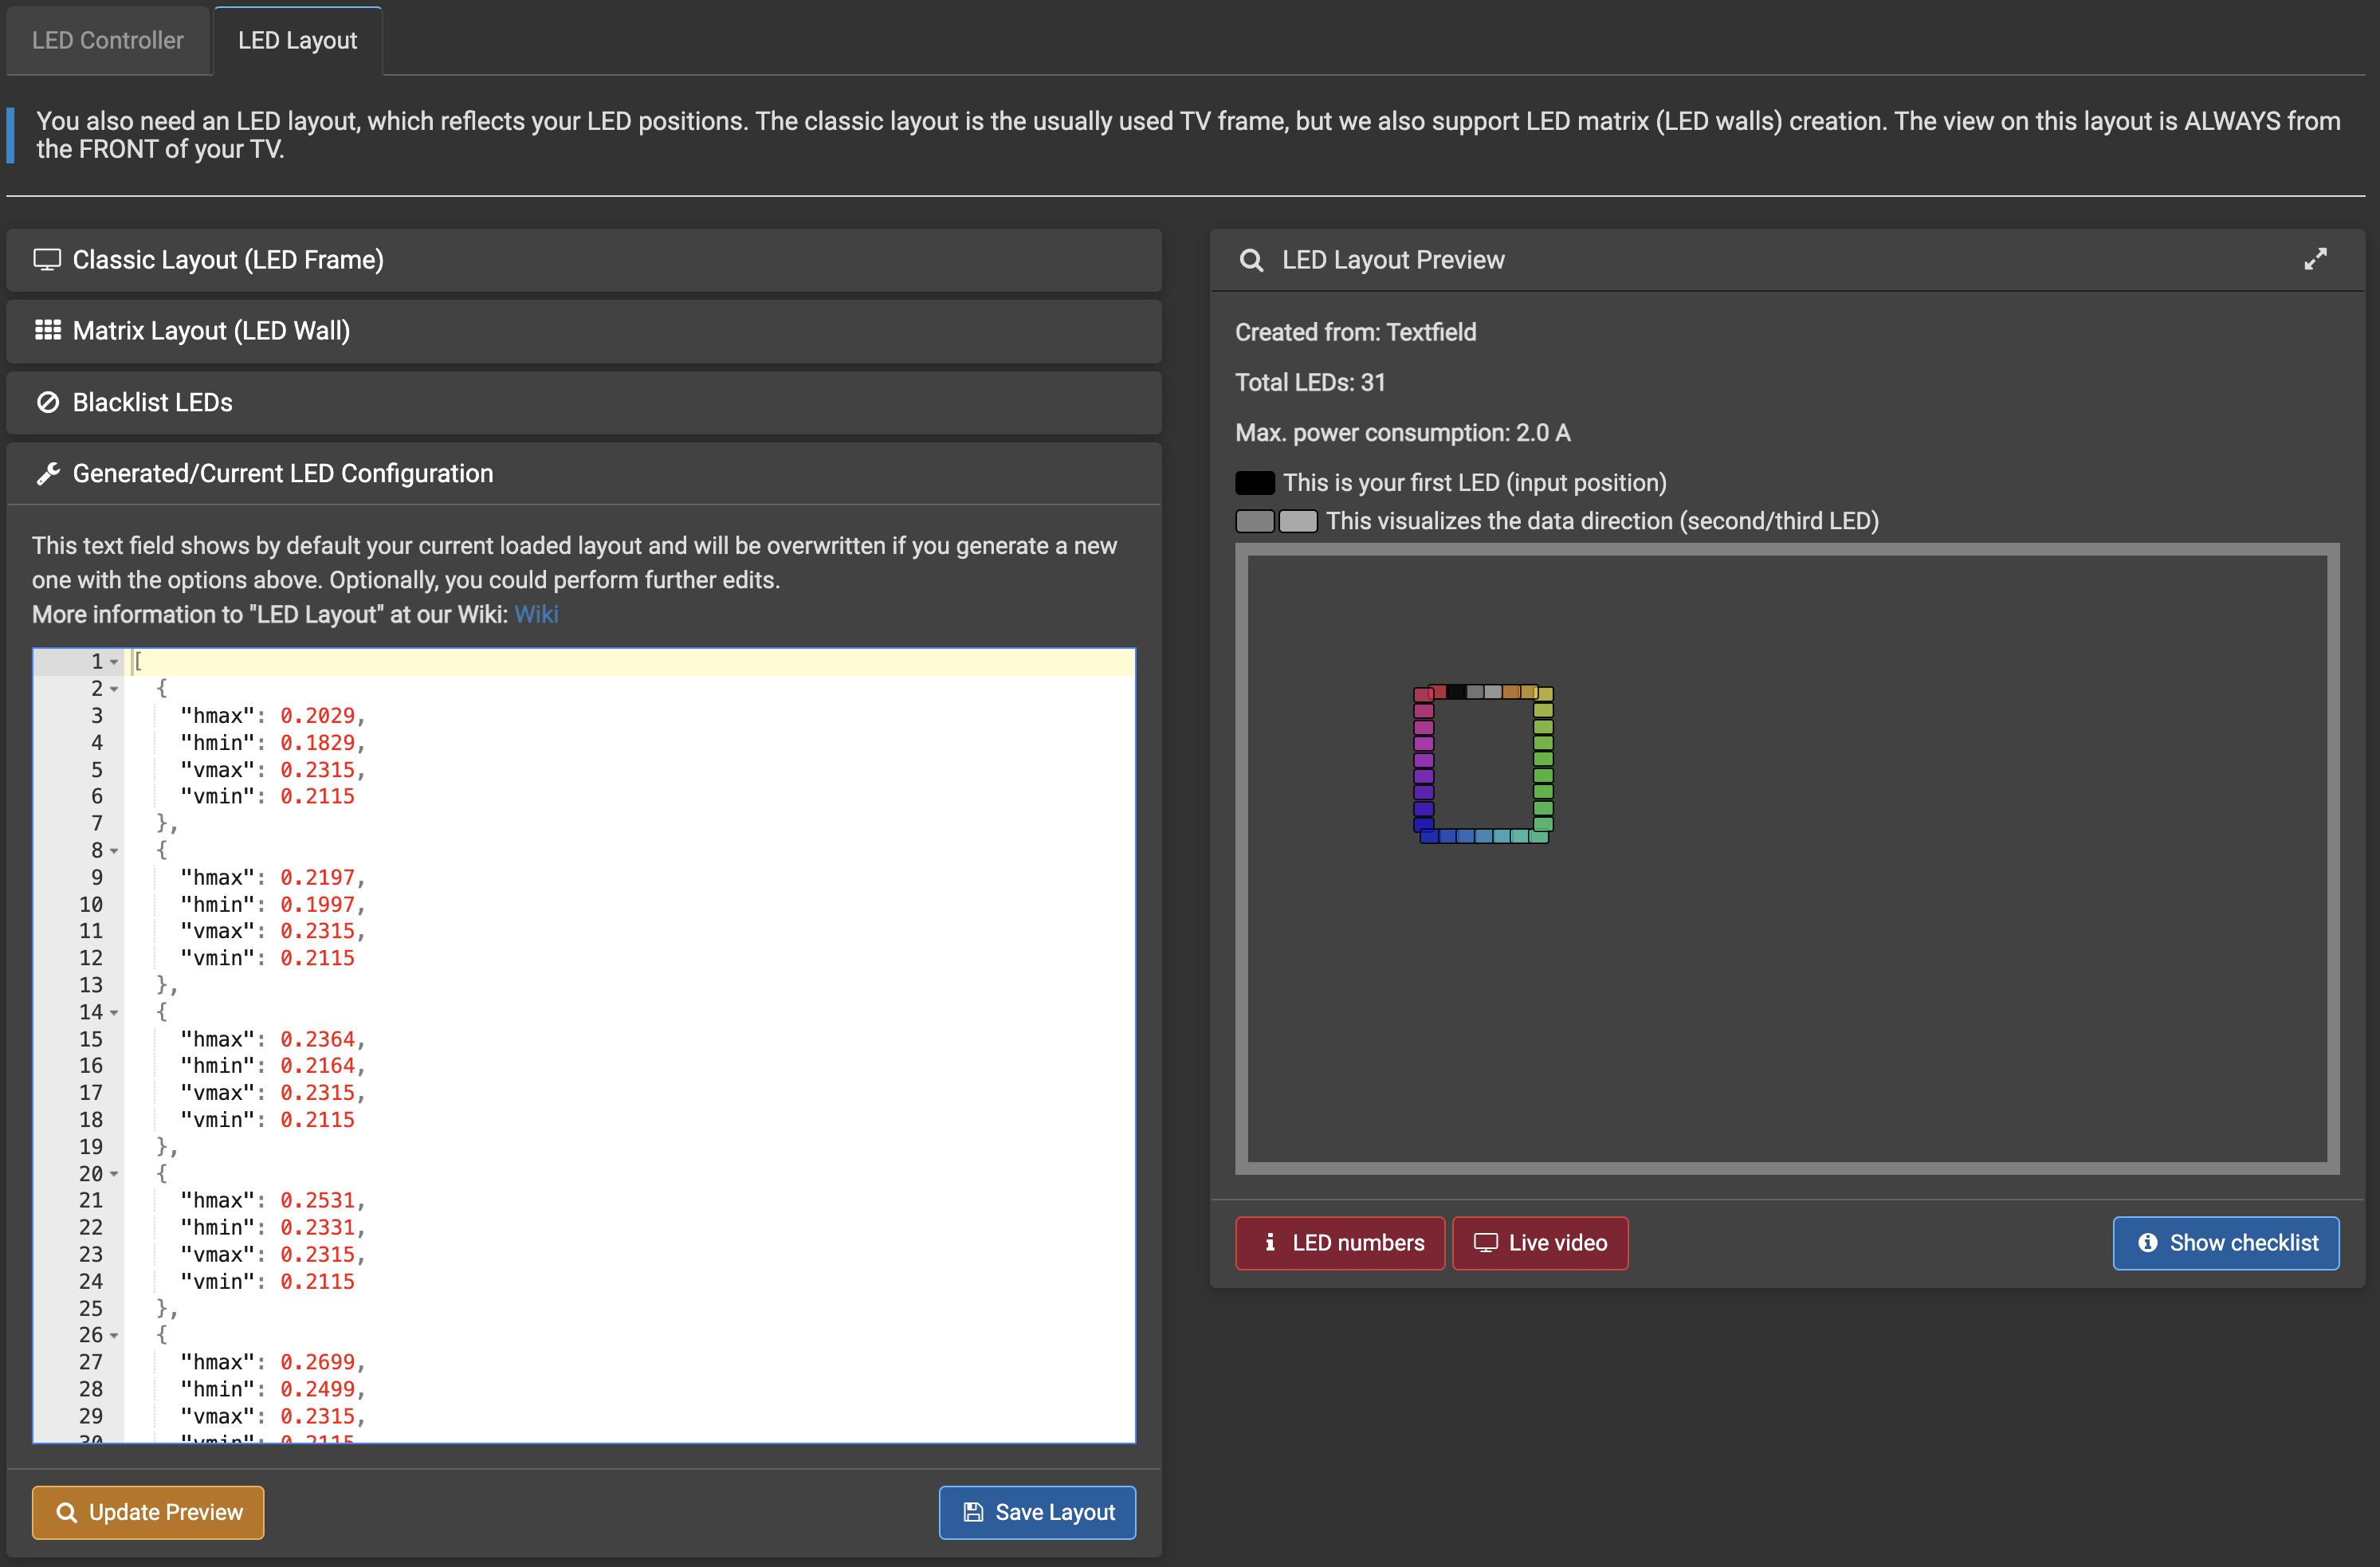 LED Controller
LED Layout
You also need an LED layout, which reflects your LED positions. The classic layout is the usually used TV frame, but we also support LED matrix (LED walls) creation. The view on this layout is ALWAYS from
the FRONT of your TV.
Classic Layout (LED Frame)
Matrix Layout (LED Wall)
Blacklist LEDs
Generated/Current LED Configuration
This text field shows by default your current loaded layout and will be overwritten if you generate a new
one with the options above. Optionally, you could perform further edits.
More information to "LED Layout" at our Wiki: Wiki
1 [
2 {
3 "hmax": 0.2029,
4 "hmin": 0.1829,
5 "vmax": 0.2315,
6 "vmin": 0.2115
7 },
8 {
9 "hmax": 0.2197,
10 "hmin": 0.1997,
11 "vmax": 0.2315,
12 "vmin": 0.2115
13 },
14 {
15 "hmax": 0.2364,
16 "hmin": 0.2164,
17 "vmax": 0.2315,
18 "vmin": 0.2115
19 },
20 {
21 "hmax": 0.2531,
22 "hmin": 0.2331,
23 "vmax": 0.2315,
24 "vmin": 0.2115
25 },
26 {
27 "hmax": 0.2699,
28 "hmin": 0.2499,
29 "vmax": 0.2315,
30 "vmin": 0.2115
Update Preview
Save Layout
LED Layout Preview
Created from: Textfield
Total LEDs: 31
Max. power consumption: 2.0 A
This is your first LED (input position)
This visualizes the data direction (second/third LED)
LED numbers
Live video
Show checklist